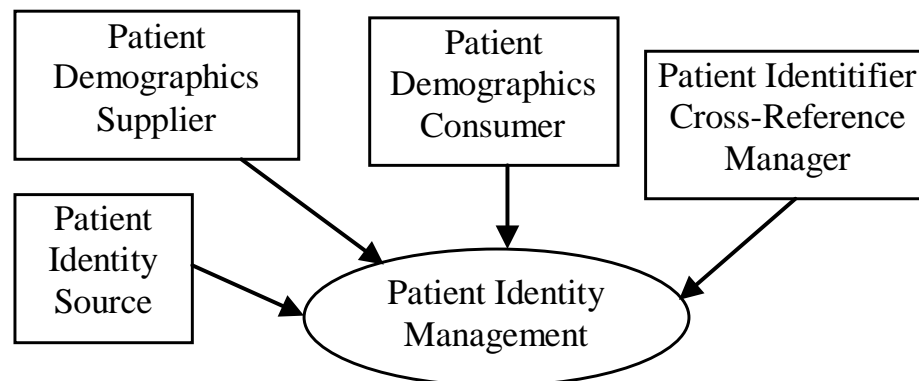 Patient
Demographics
Supplier
Patient
Demographics
Consumer
Patient Identitifier
Cross-Reference
Manager
Patient
Identity
Source
Patient Identity
Management